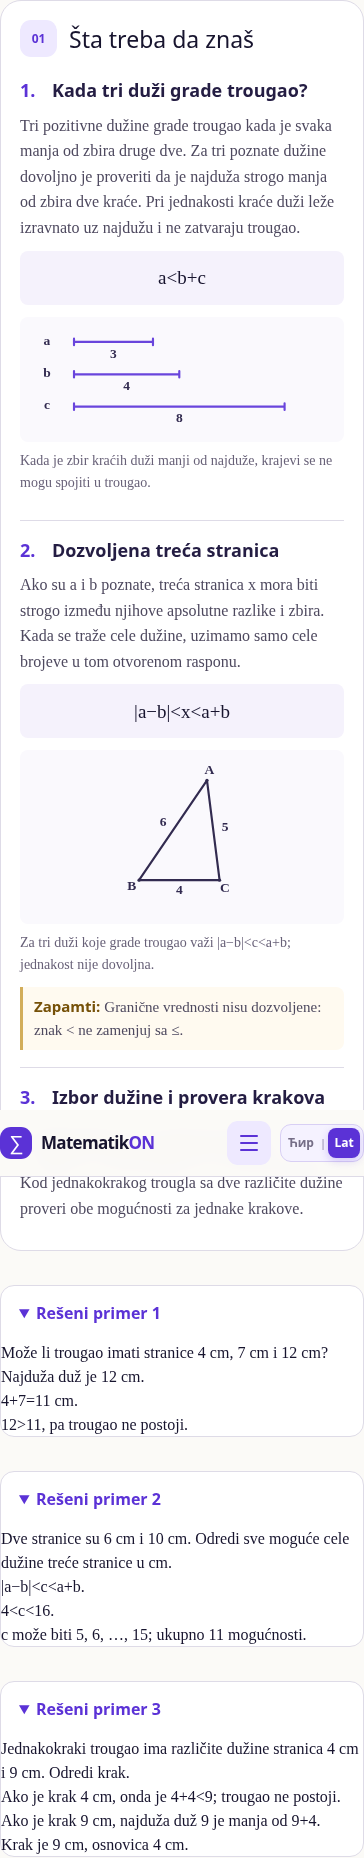 01
Šta treba da znaš
1. Kada tri duži grade trougao?
Tri pozitivne dužine grade trougao kada je svaka
manja od zbira druge dve. Za tri poznate dužine
dovoljno je proveriti da je najduža strogo manja
od zbira dve kraće. Pri jednakosti kraće duži leže
izravnato uz najdužu i ne zatvaraju trougao.
a<b+c
a
3
b
4
c
8
Kada je zbir kraćih duži manji od najduže, krajevi se ne
mogu spojiti u trougao.
2. Dozvoljena treća stranica
Ako su a i b poznate, treća stranica x mora biti
strogo između njihove apsolutne razlike i zbira.
Kada se traže cele dužine, uzimamo samo cele
brojeve u tom otvorenom rasponu.
|a−b|<x<a+b
A
6
5
B
4
C
Za tri duži koje grade trougao važi |a−b|<c<a+b;
jednakost nije dovoljna.
Zapamti: Granične vrednosti nisu dozvoljene:
znak < ne zamenjuj sa ≤.
3. Izbor dužine i provera krakova
∑ MatematikON
Ћир | Lat
Kod jednakokrakog trougla sa dve različite dužine
proveri obe mogućnosti za jednake krakove.
▼ Rešeni primer 1
Može li trougao imati stranice 4 cm, 7 cm i 12 cm?
Najduža duž je 12 cm.
4+7=11 cm.
12>11, pa trougao ne postoji.
▼ Rešeni primer 2
Dve stranice su 6 cm i 10 cm. Odredi sve moguće cele
dužine treće stranice u cm.
|a−b|<c<a+b.
4<c<16.
c može biti 5, 6, …, 15; ukupno 11 mogućnosti.
▼ Rešeni primer 3
Jednakokraki trougao ima različite dužine stranica 4 cm
i 9 cm. Odredi krak.
Ako je krak 4 cm, onda je 4+4<9; trougao ne postoji.
Ako je krak 9 cm, najduža duž 9 je manja od 9+4.
Krak je 9 cm, osnovica 4 cm.